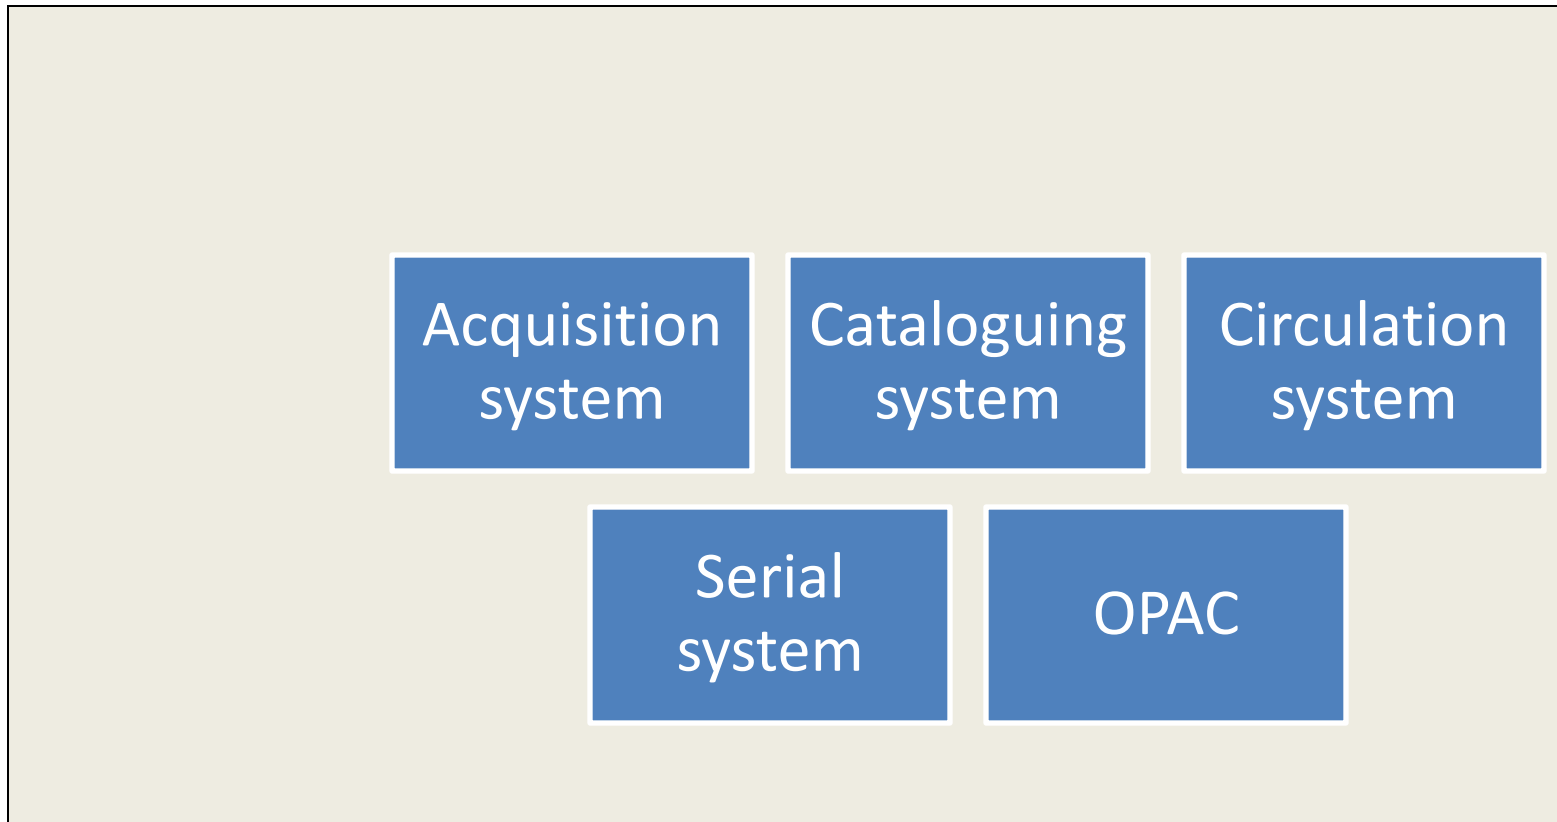 Acquisition
system
Cataloguing
system
Circulation
system
Serial
system
OPAC